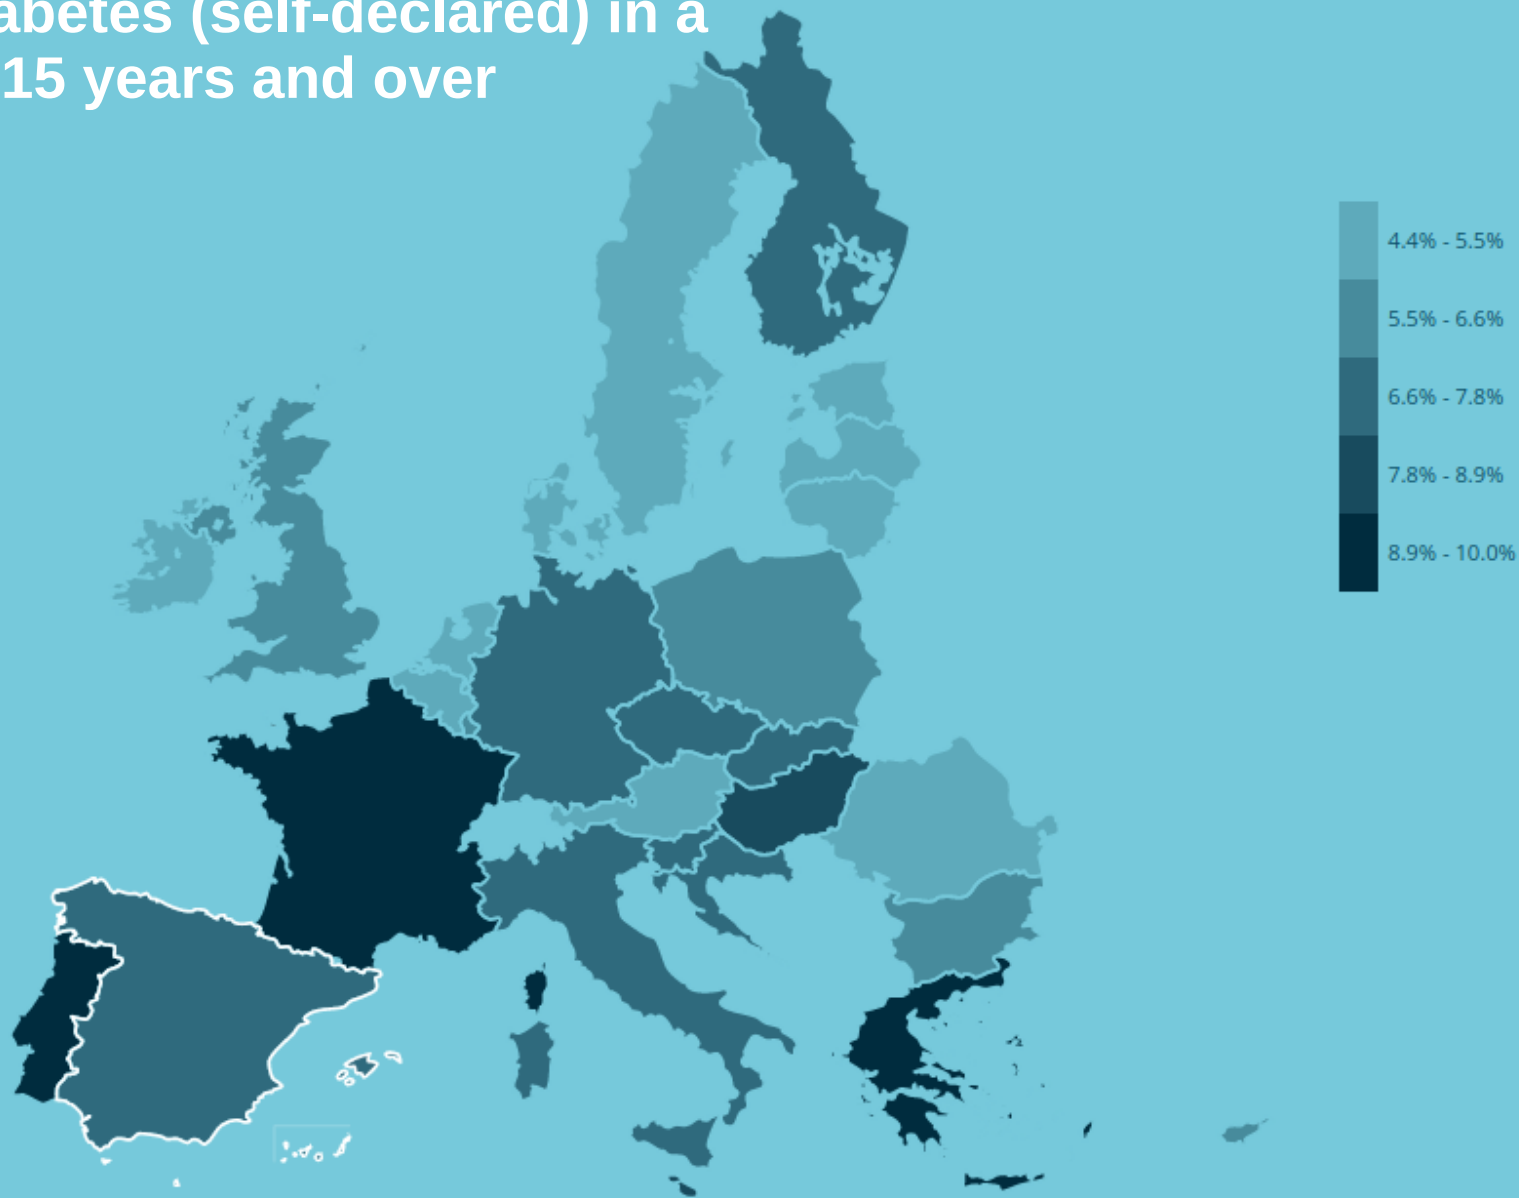 abetes (self-declared) in a
15 years and over
4.4% - 5.5%
5.5% - 6.6%
6.6% - 7.8%
7.8% - 8.9%
8.9% - 10.0%